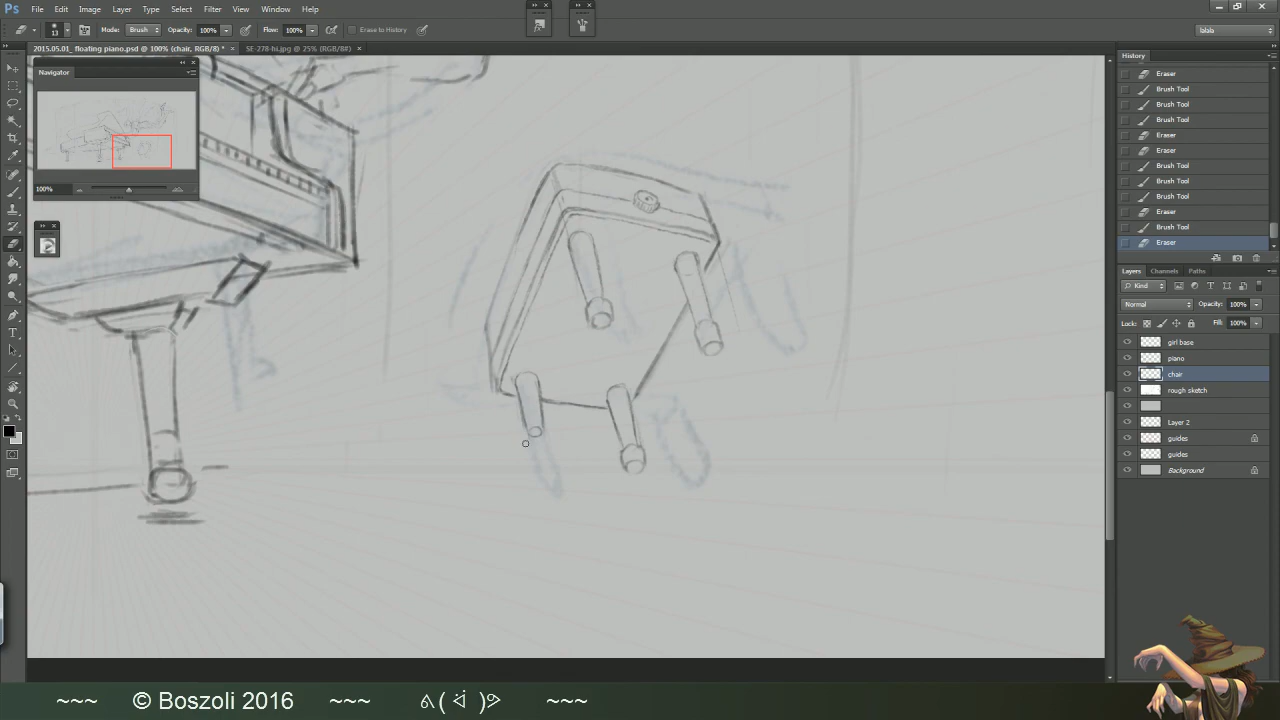 Ps File Edit Image Layer Type Select Filter View Window Help
13 Mode: Brush Opacity: 100% Flow: 100% Erase to History lalala
2015.05.01_ floating piano.psd @ 100% (chair, RGB/8) * × SE-278-hi.jpg @ 25% (RGB/8#) ×
Navigator
100%
History
Eraser
Brush Tool
Brush Tool
Brush Tool
Eraser
Eraser
Brush Tool
Brush Tool
Brush Tool
Eraser
Brush Tool
Eraser
Layers Channels Paths
Kind
Normal Opacity: 100%
Lock: Fill: 100%
girl base
piano
chair
rough sketch
Layer 2
guides
guides
Background
~~~ © Boszoli 2016 ~~~ ~~~